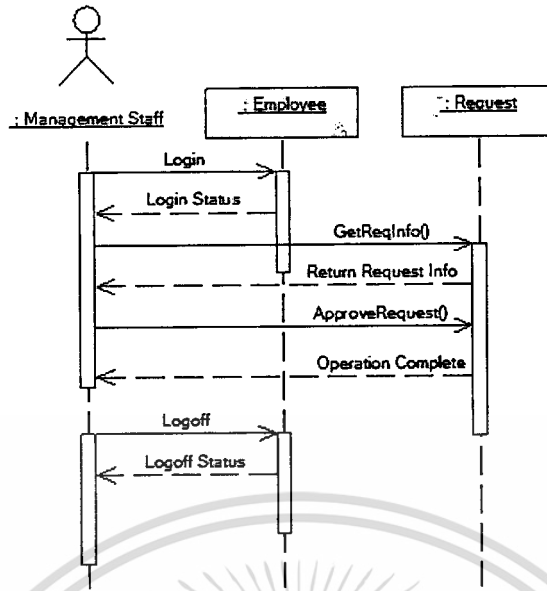 : Management Staff
: Employee
: Request
Login
Login Status
GetReqInfo()
Return Request Info
ApproveRequest()
Operation Complete
Logoff
Logoff Status